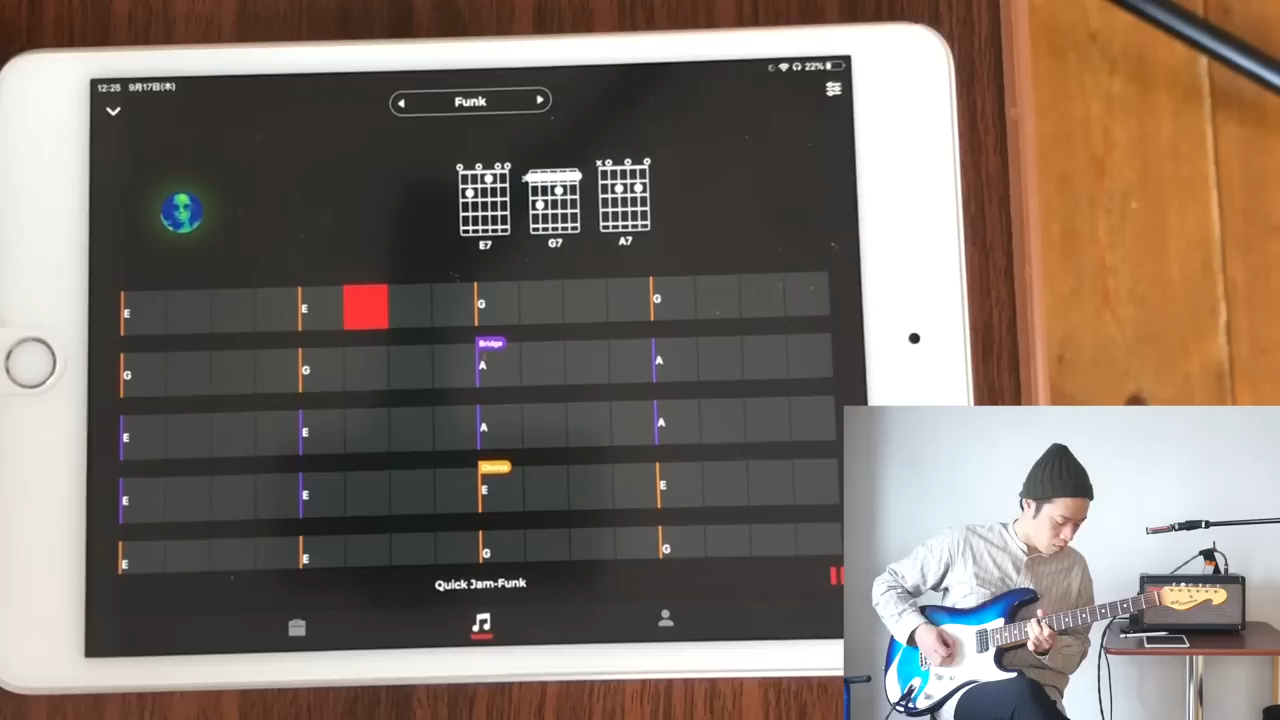 12:25 9月17日(木)
22%
Funk
E7 G7 A7
E E G G
Bridge
G G A A
E E A A
Chorus
E E E E
E E G G
Quick Jam-Funk